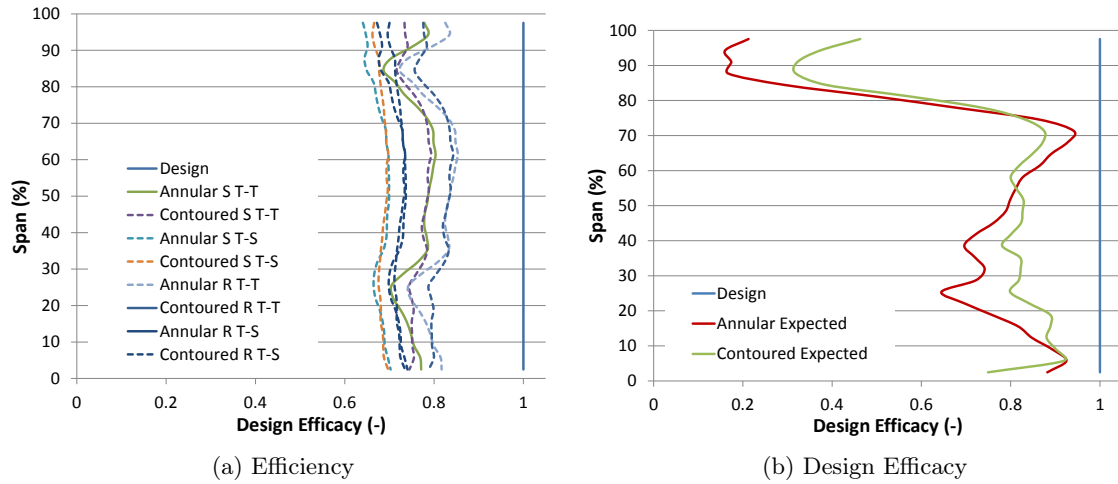 100
90
80
70
60
50
40
30
20
10
0
Span (%)
Design
Annular S T-T
Contoured S T-T
Annular S T-S
Contoured S T-S
Annular R T-T
Contoured R T-T
Annular R T-S
Contoured R T-S
0 0.2 0.4 0.6 0.8 1
Design Efficacy (-)
(a) Efficiency
100
90
80
70
60
50
40
30
20
10
0
Span (%)
Design
Annular Expected
Contoured Expected
0 0.2 0.4 0.6 0.8 1
Design Efficacy (-)
(b) Design Efficacy